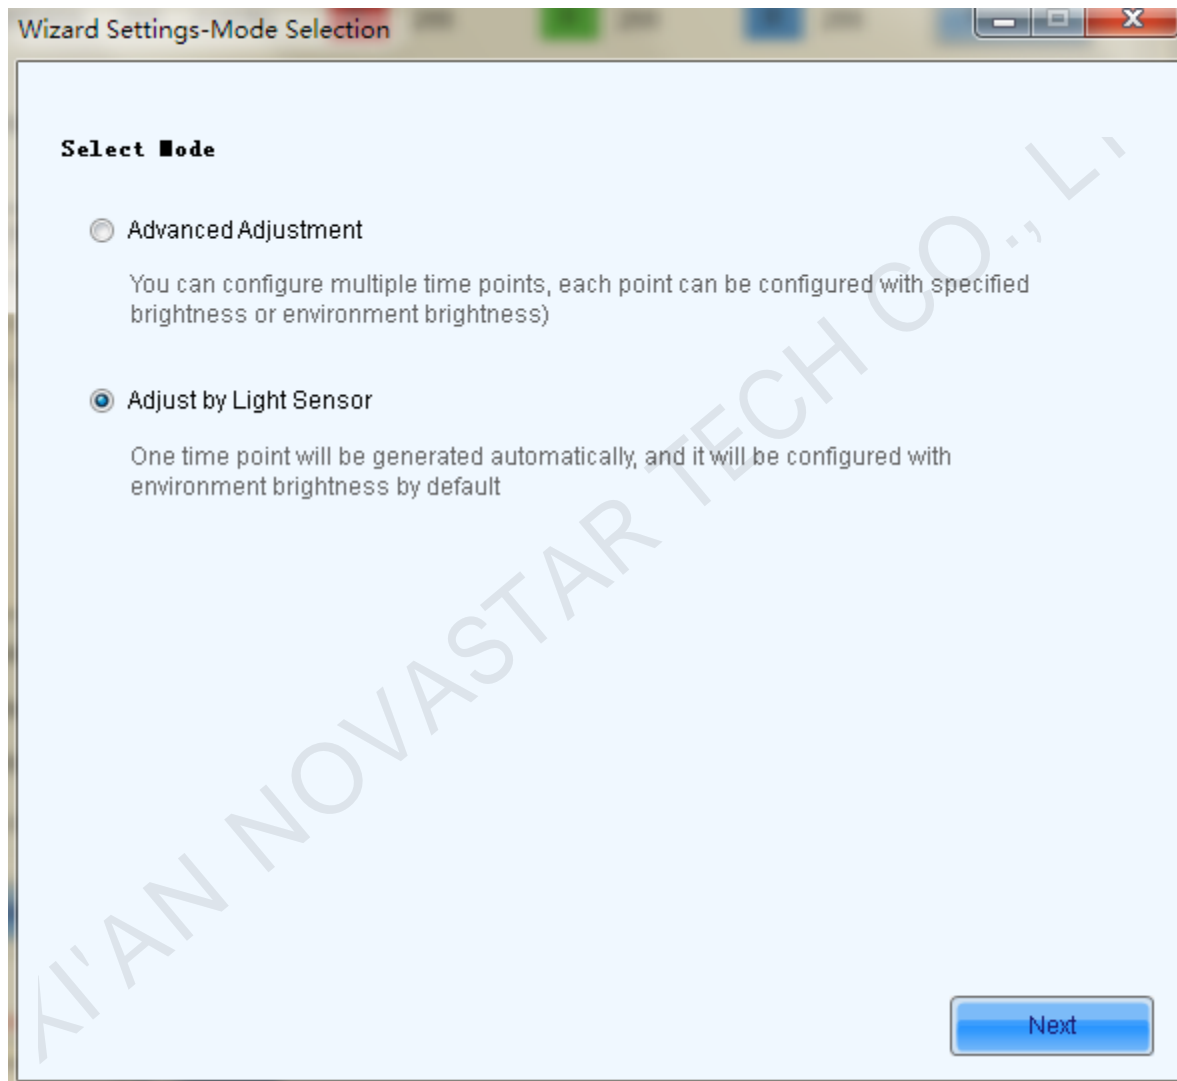 Wizard Settings-Mode Selection
Select Mode
Advanced Adjustment
You can configure multiple time points, each point can be configured with specified
brightness or environment brightness)
Adjust by Light Sensor
One time point will be generated automatically, and it will be configured with
environment brightness by default
XI'AN NOVASTAR TECH CO.,
Next